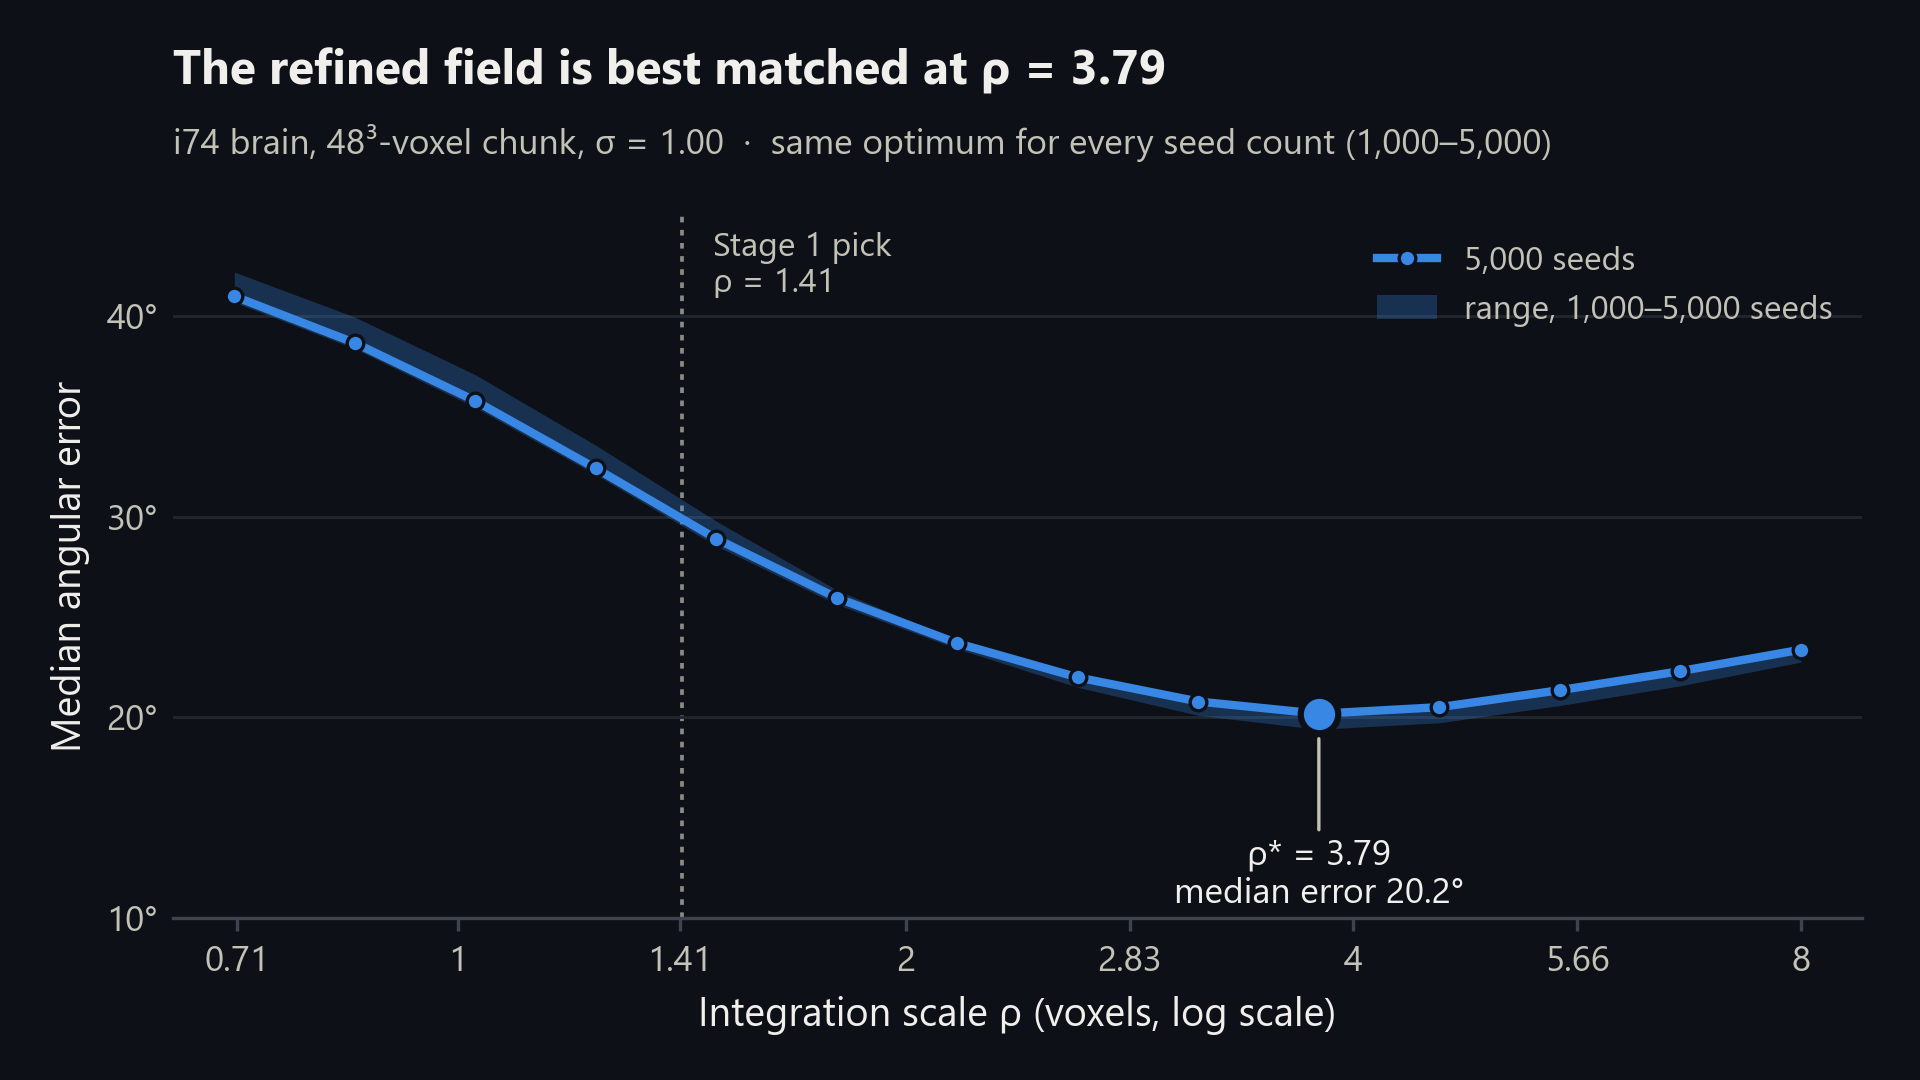 The refined field is best matched at ρ = 3.79
i74 brain, 48³-voxel chunk, σ = 1.00 · same optimum for every seed count (1,000–5,000)
Stage 1 pick
ρ = 1.41
5,000 seeds
range, 1,000–5,000 seeds
Median angular error
40°
30°
20°
10°
ρ* = 3.79
median error 20.2°
0.71 1 1.41 2 2.83 4 5.66 8
Integration scale ρ (voxels, log scale)